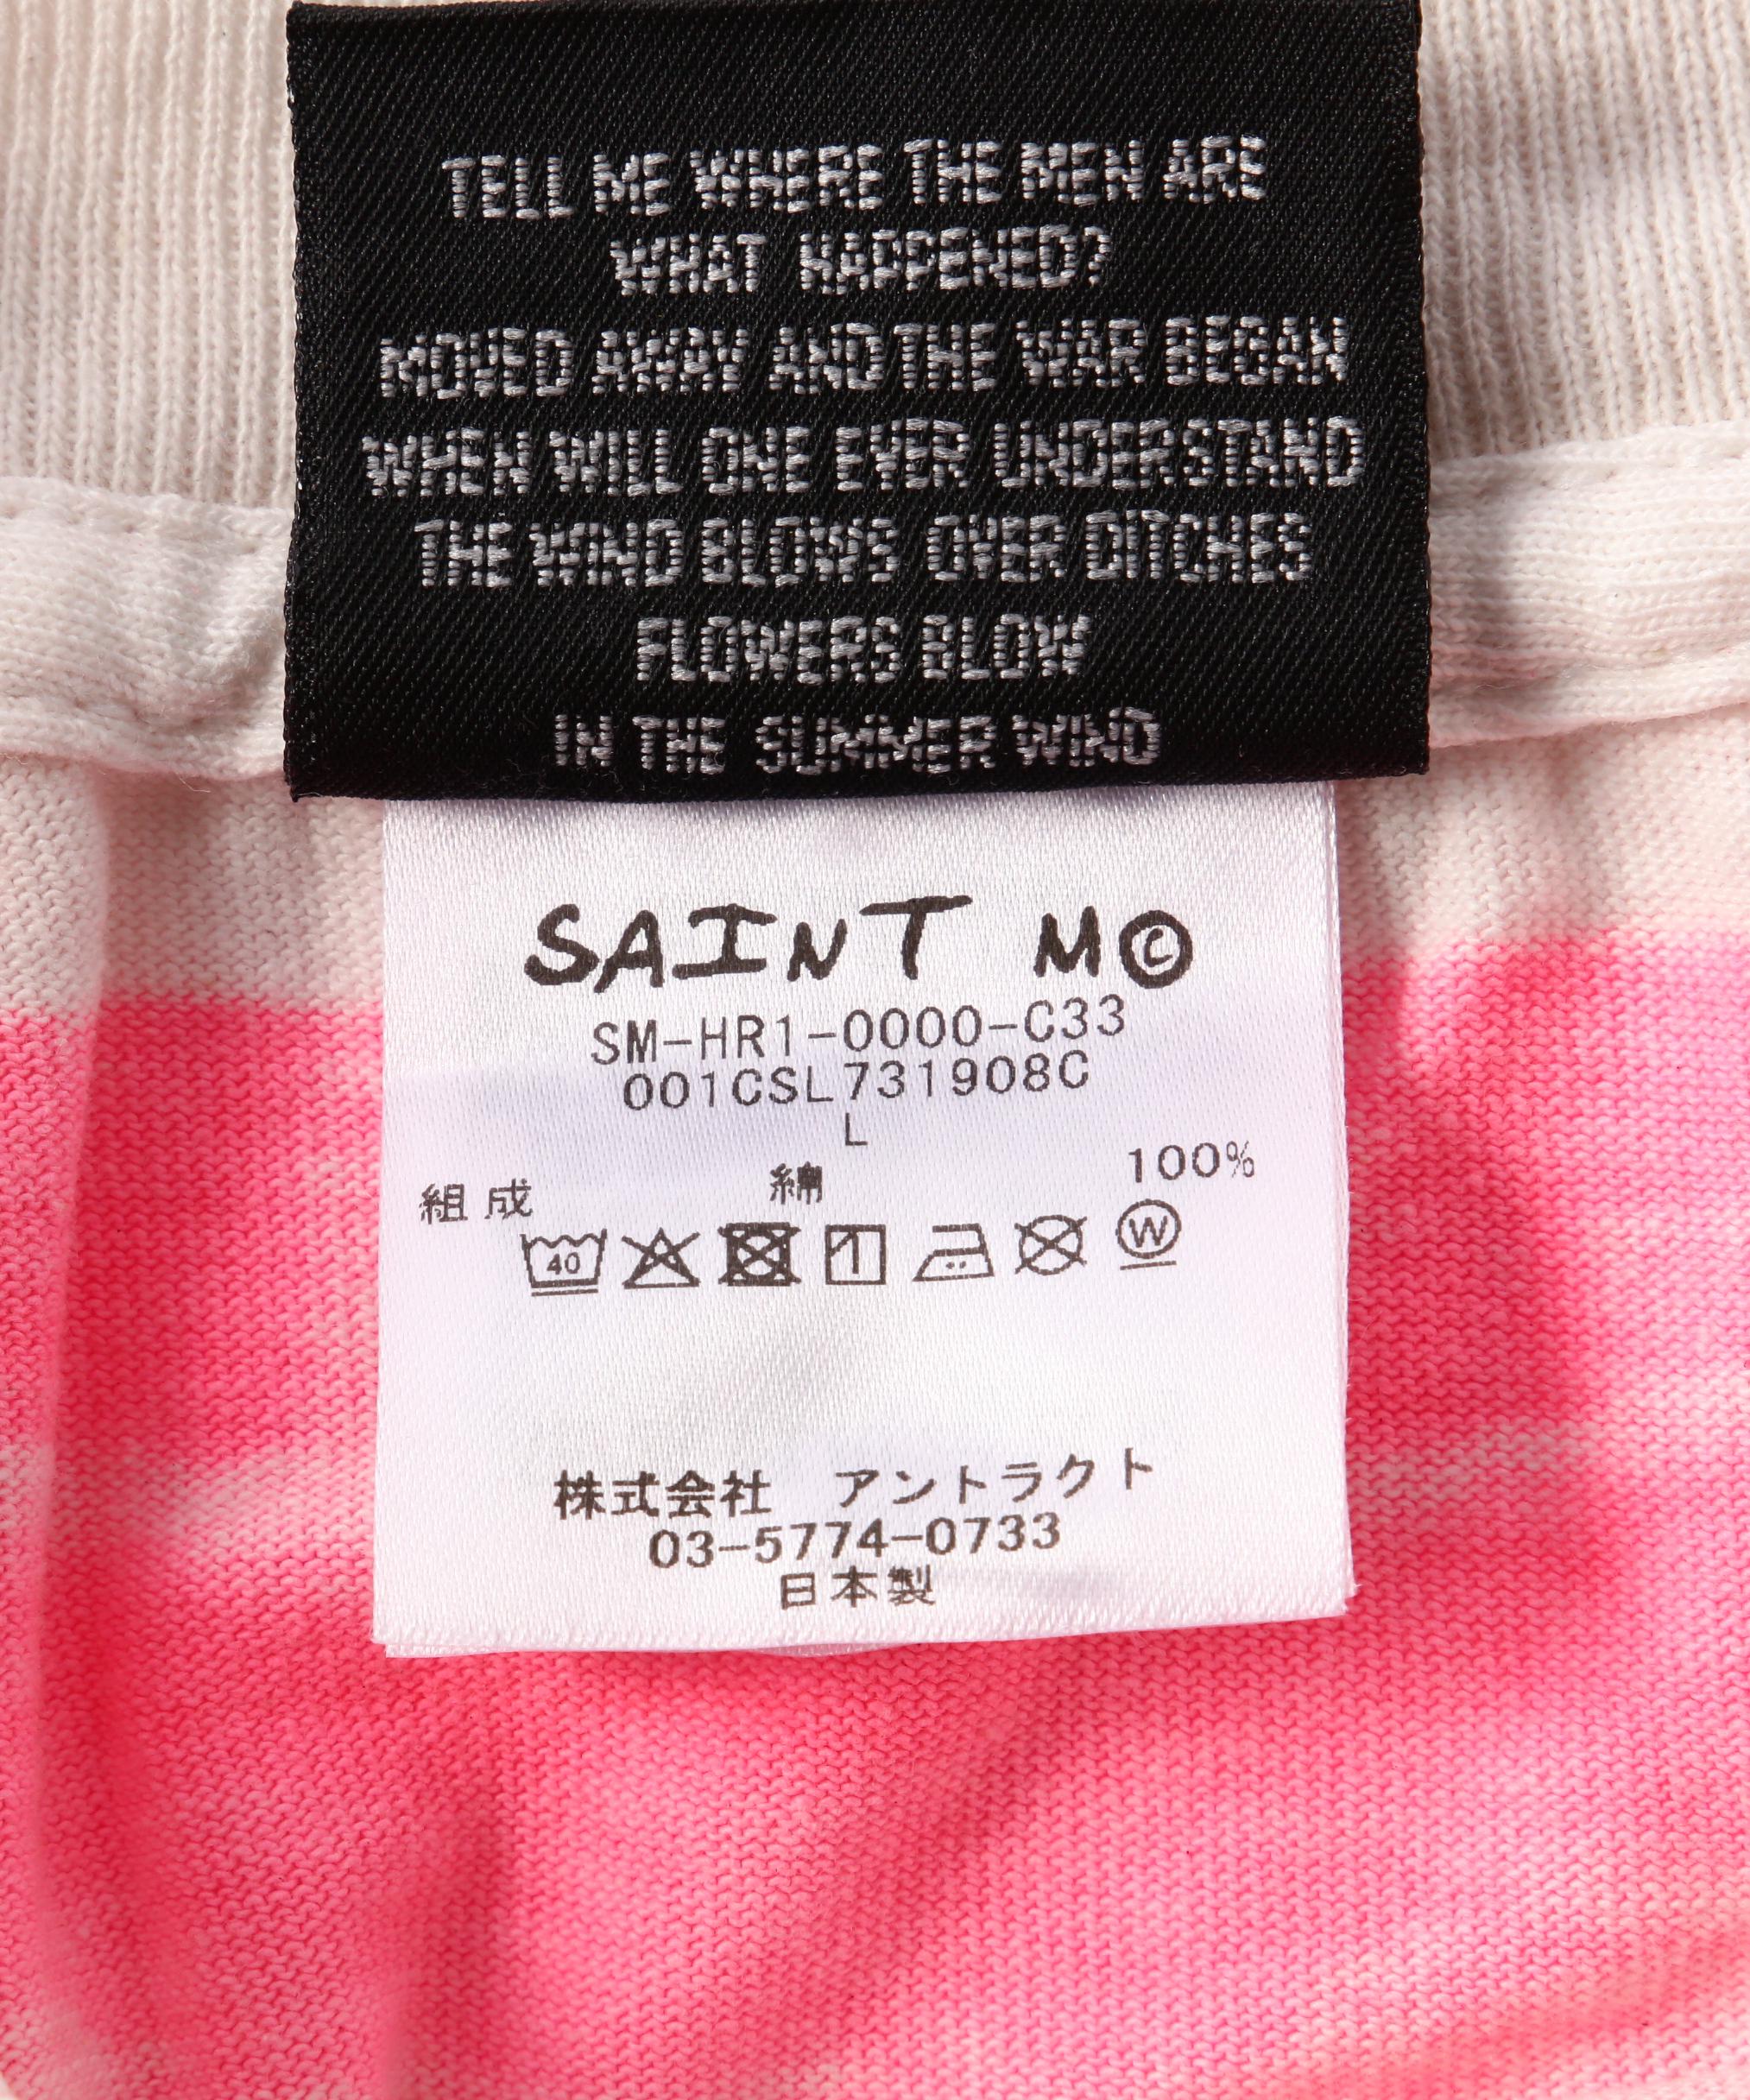 TELL ME WHERE THE MEN ARE
WHAT HAPPENED?
MOVED AWAY AND THE WAR BEGAN
WHEN WILL ONE EVER UNDERSTAND
THE WIND BLOWS OVER DITCHES
FLOWERS BLOW
IN THE SUMMER WIND
SAINT M©
SM-HR1-0000-C33
001CSL731908C
L
組成 綿 100%
40 W
株式会社 アントラクト
03-5774-0733
日本製